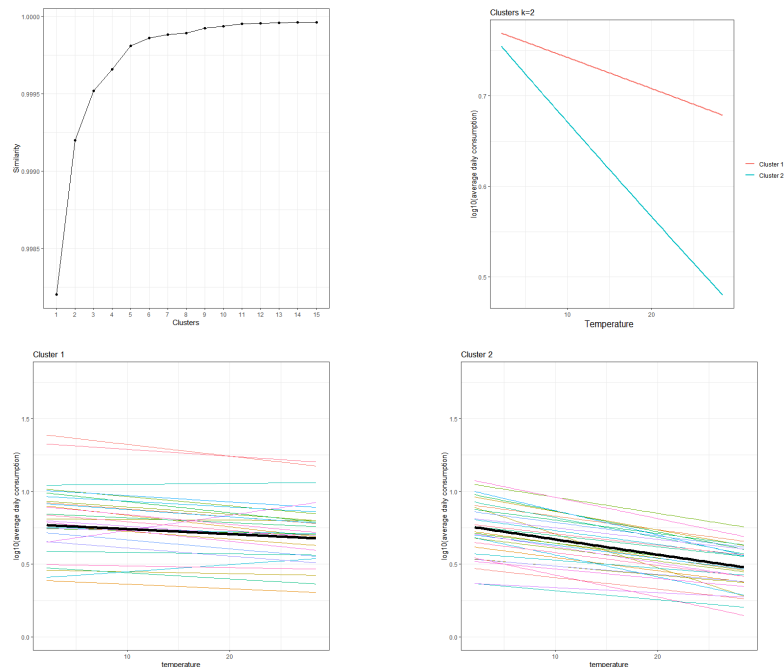 1.0000
0.9995
0.9990
0.9985
Similarity
1 2 3 4 5 6 7 8 9 10 11 12 13 14 15
Clusters
Clusters k=2
0.7
0.6
0.5
log10(average daily consumption)
10 20
Temperature
Cluster 1
Cluster 2
Cluster 1
1.5
1.0
0.5
0.0
log10(average daily consumption)
10 20
temperature
Cluster 2
1.5
1.0
0.5
0.0
log10(average daily consumption)
10 20
temperature